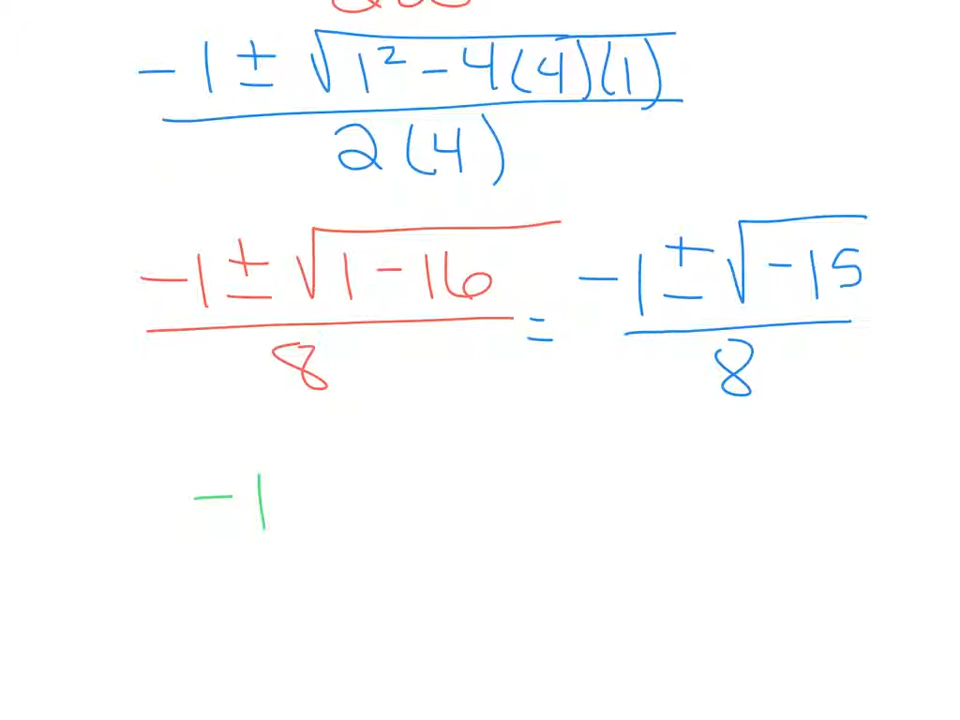 -1 ± √(1² - 4(4)(1)) / 2(4)
-1 ± √(1 - 16) / 8 = -1 ± √(-15) / 8
-1